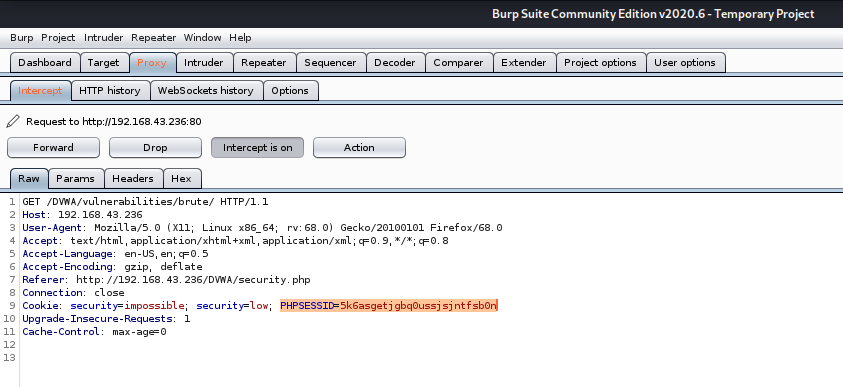 Burp Suite Community Edition v2020.6 - Temporary Project
Burp Project Intruder Repeater Window Help
Dashboard Target Proxy Intruder Repeater Sequencer Decoder Comparer Extender Project options User options
Intercept HTTP history WebSockets history Options
Request to http://192.168.43.236:80
Forward Drop Intercept is on Action
Raw Params Headers Hex
1 GET /DVWA/vulnerabilities/brute/ HTTP/1.1
2 Host: 192.168.43.236
3 User-Agent: Mozilla/5.0 (X11; Linux x86_64; rv:68.0) Gecko/20100101 Firefox/68.0
4 Accept: text/html,application/xhtml+xml,application/xml;q=0.9,*/*;q=0.8
5 Accept-Language: en-US,en;q=0.5
6 Accept-Encoding: gzip, deflate
7 Referer: http://192.168.43.236/DVWA/security.php
8 Connection: close
9 Cookie: security=impossible; security=low; PHPSESSID=5k6asgetjgbq0ussjsjntfsb0n
10 Upgrade-Insecure-Requests: 1
11 Cache-Control: max-age=0
12
13